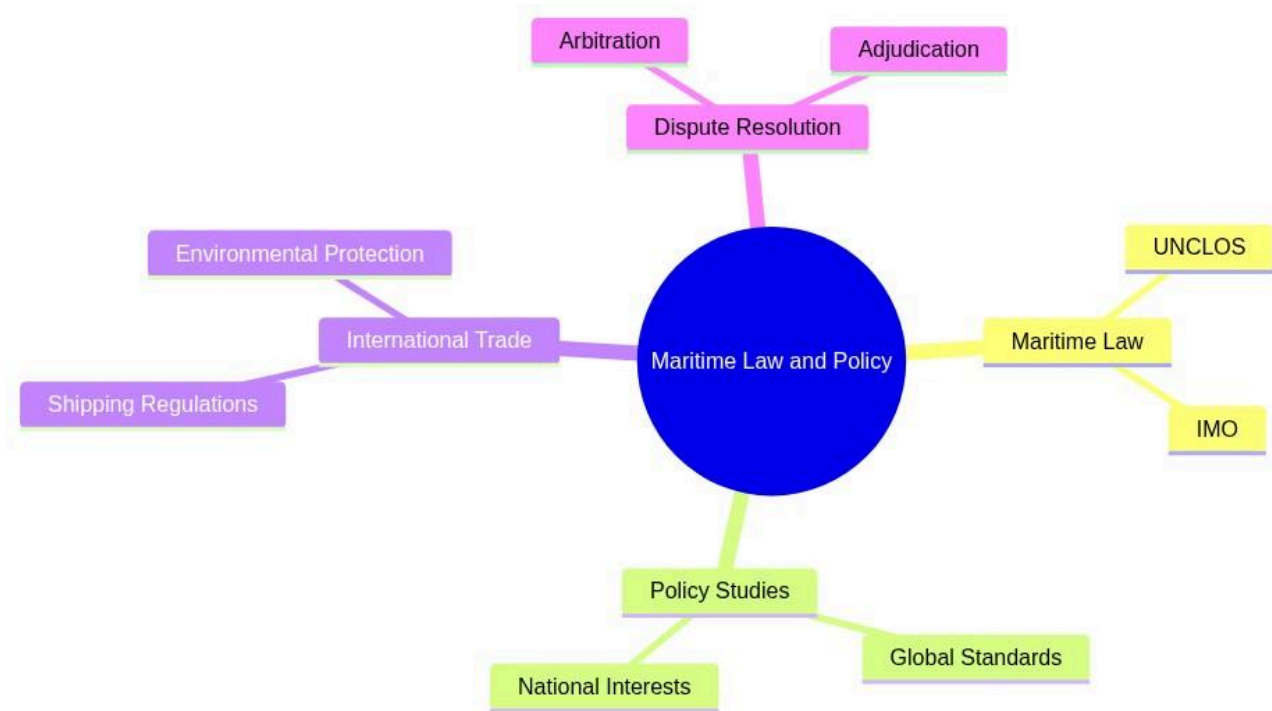 Arbitration
Adjudication
Dispute Resolution
Environmental Protection
UNCLOS
International Trade
Maritime Law
Maritime Law and Policy
Shipping Regulations
IMO
Policy Studies
Global Standards
National Interests